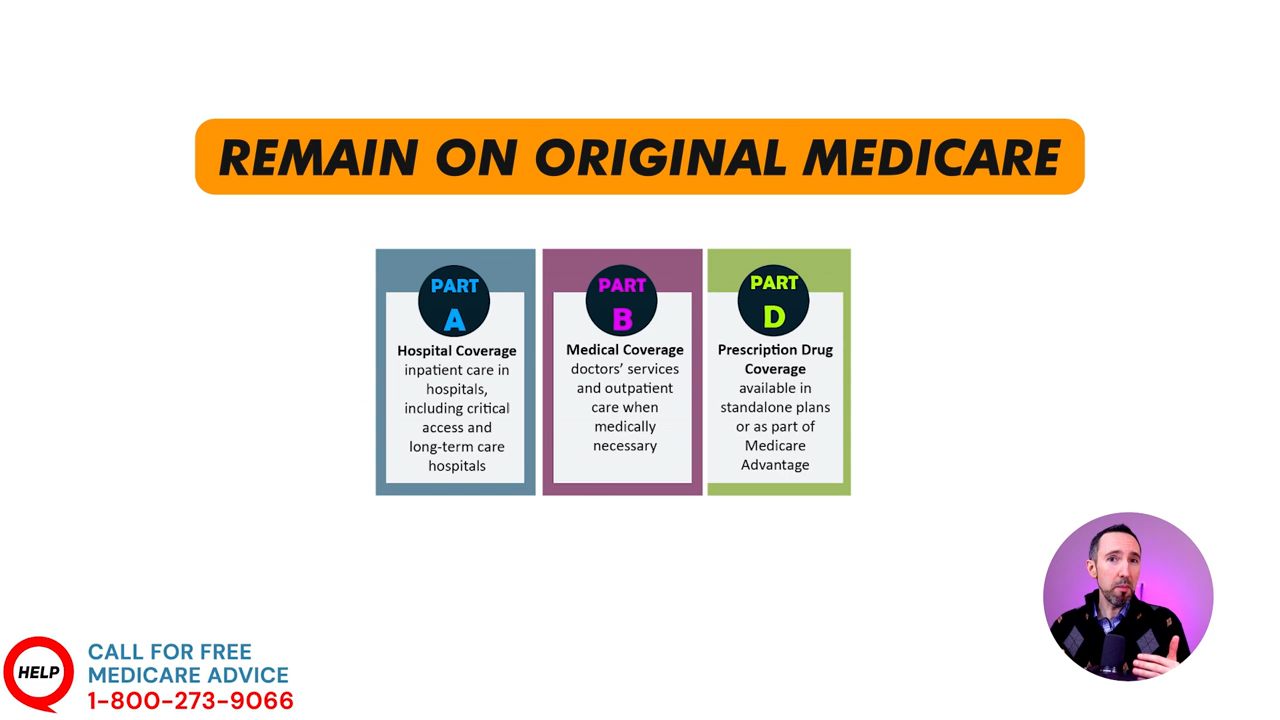 REMAIN ON ORIGINAL MEDICARE
PART
A
Hospital Coverage
inpatient care in
hospitals,
including critical
access and
long-term care
hospitals
PART
B
Medical Coverage
doctors' services
and outpatient
care when
medically
necessary
PART
D
Prescription Drug
Coverage
available in
standalone plans
or as part of
Medicare
Advantage
HELP
CALL FOR FREE
MEDICARE ADVICE
1-800-273-9066